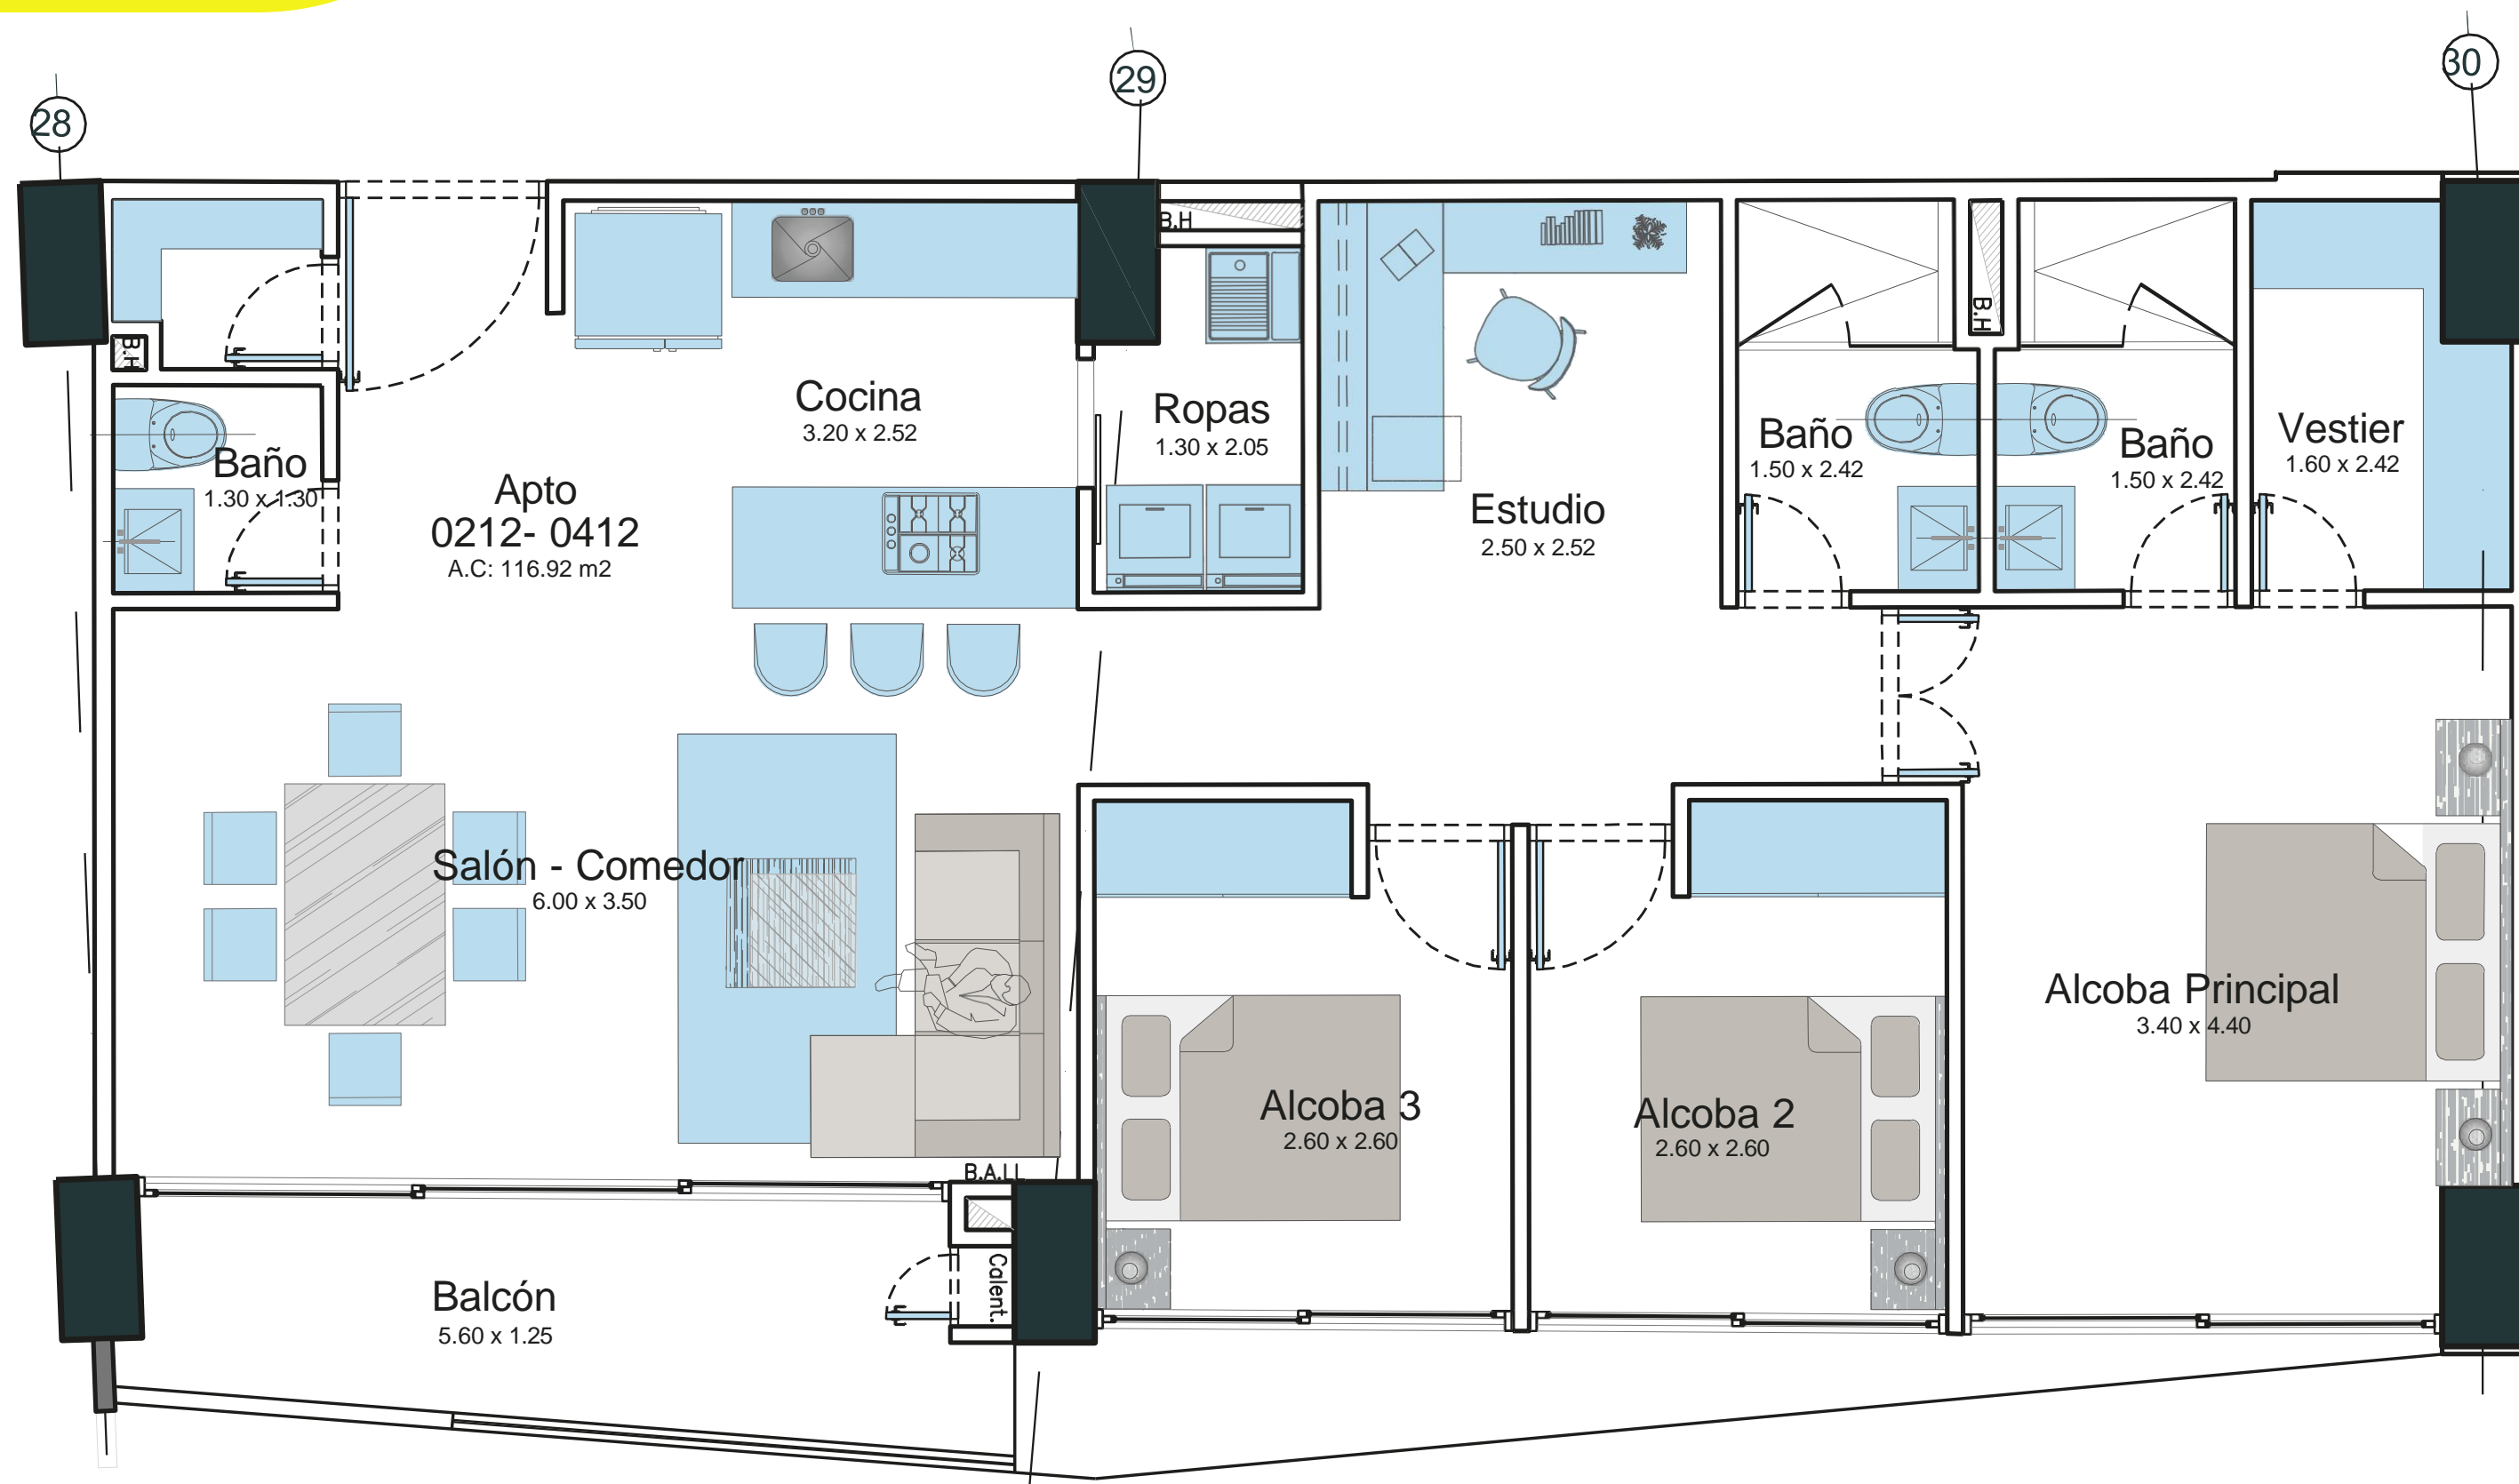 28
29
30
B.H
B.H
B.H
Cocina
3.20 x 2.52
Ropas
1.30 x 2.05
Baño
1.30 x 1.30
Apto
0212- 0412
A.C: 116.92 m2
Estudio
2.50 x 2.52
Baño
1.50 x 2.42
Baño
1.50 x 2.42
Vestier
1.60 x 2.42
Salón - Comedor
6.00 x 3.50
Alcoba Principal
3.40 x 4.40
Alcoba 3
2.60 x 2.60
Alcoba 2
2.60 x 2.60
B.A.LL
Calent.
Balcón
5.60 x 1.25